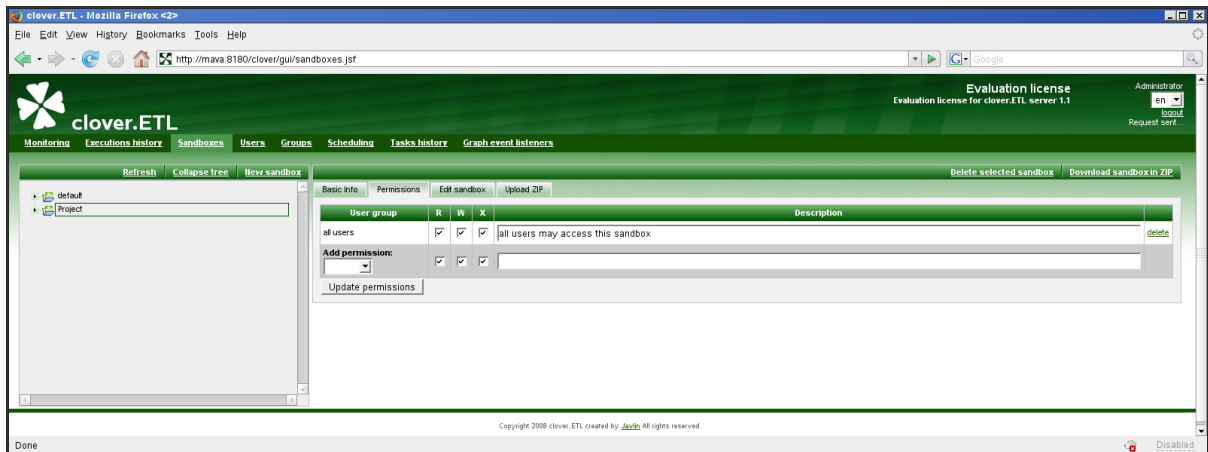 clover.ETL - Mozilla Firefox <2>
File Edit View History Bookmarks Tools Help
http://mava:8180/clover/gui/sandboxes.jsf
G Google
Evaluation license
Evaluation license for clover.ETL server 1.1
Administrator
en
logout
Request sent...
clover.ETL
Monitoring Executions history Sandboxes Users Groups Scheduling Tasks history Graph event listeners
Refresh Collapse tree New sandbox
Delete selected sandbox Download sandbox in ZIP
default
Project
Basic Info Permissions Edit sandbox Upload ZIP
User group R W X Description
all users all users may access this sandbox delete
Add permission:
Update permissions
Copyright 2008 clover.ETL created by Javlin All rights reserved.
Done Disabled